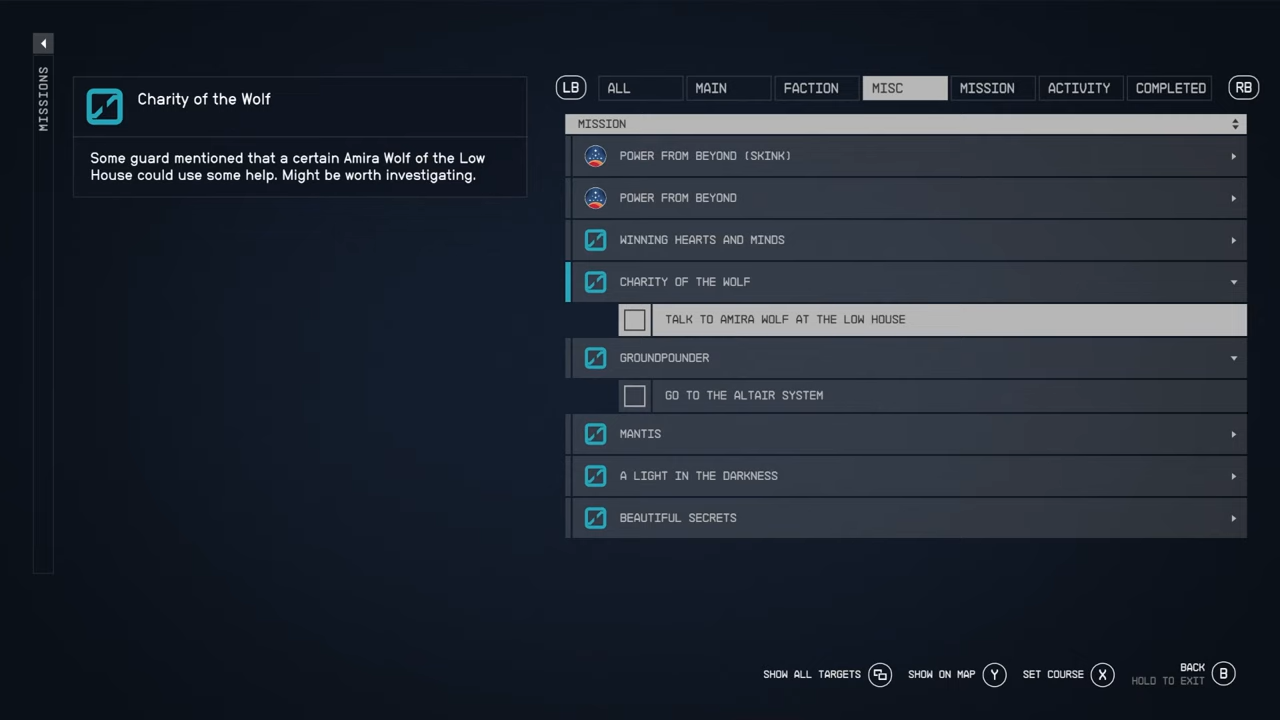 MISSIONS
Charity of the Wolf
Some guard mentioned that a certain Amira Wolf of the Low
House could use some help. Might be worth investigating.
LB ALL MAIN FACTION MISC MISSION ACTIVITY COMPLETED RB
MISSION
POWER FROM BEYOND (SKINK)
POWER FROM BEYOND
WINNING HEARTS AND MINDS
CHARITY OF THE WOLF
TALK TO AMIRA WOLF AT THE LOW HOUSE
GROUNDPOUNDER
GO TO THE ALTAIR SYSTEM
MANTIS
A LIGHT IN THE DARKNESS
BEAUTIFUL SECRETS
SHOW ALL TARGETS SHOW ON MAP Y SET COURSE X BACK B
HOLD TO EXIT